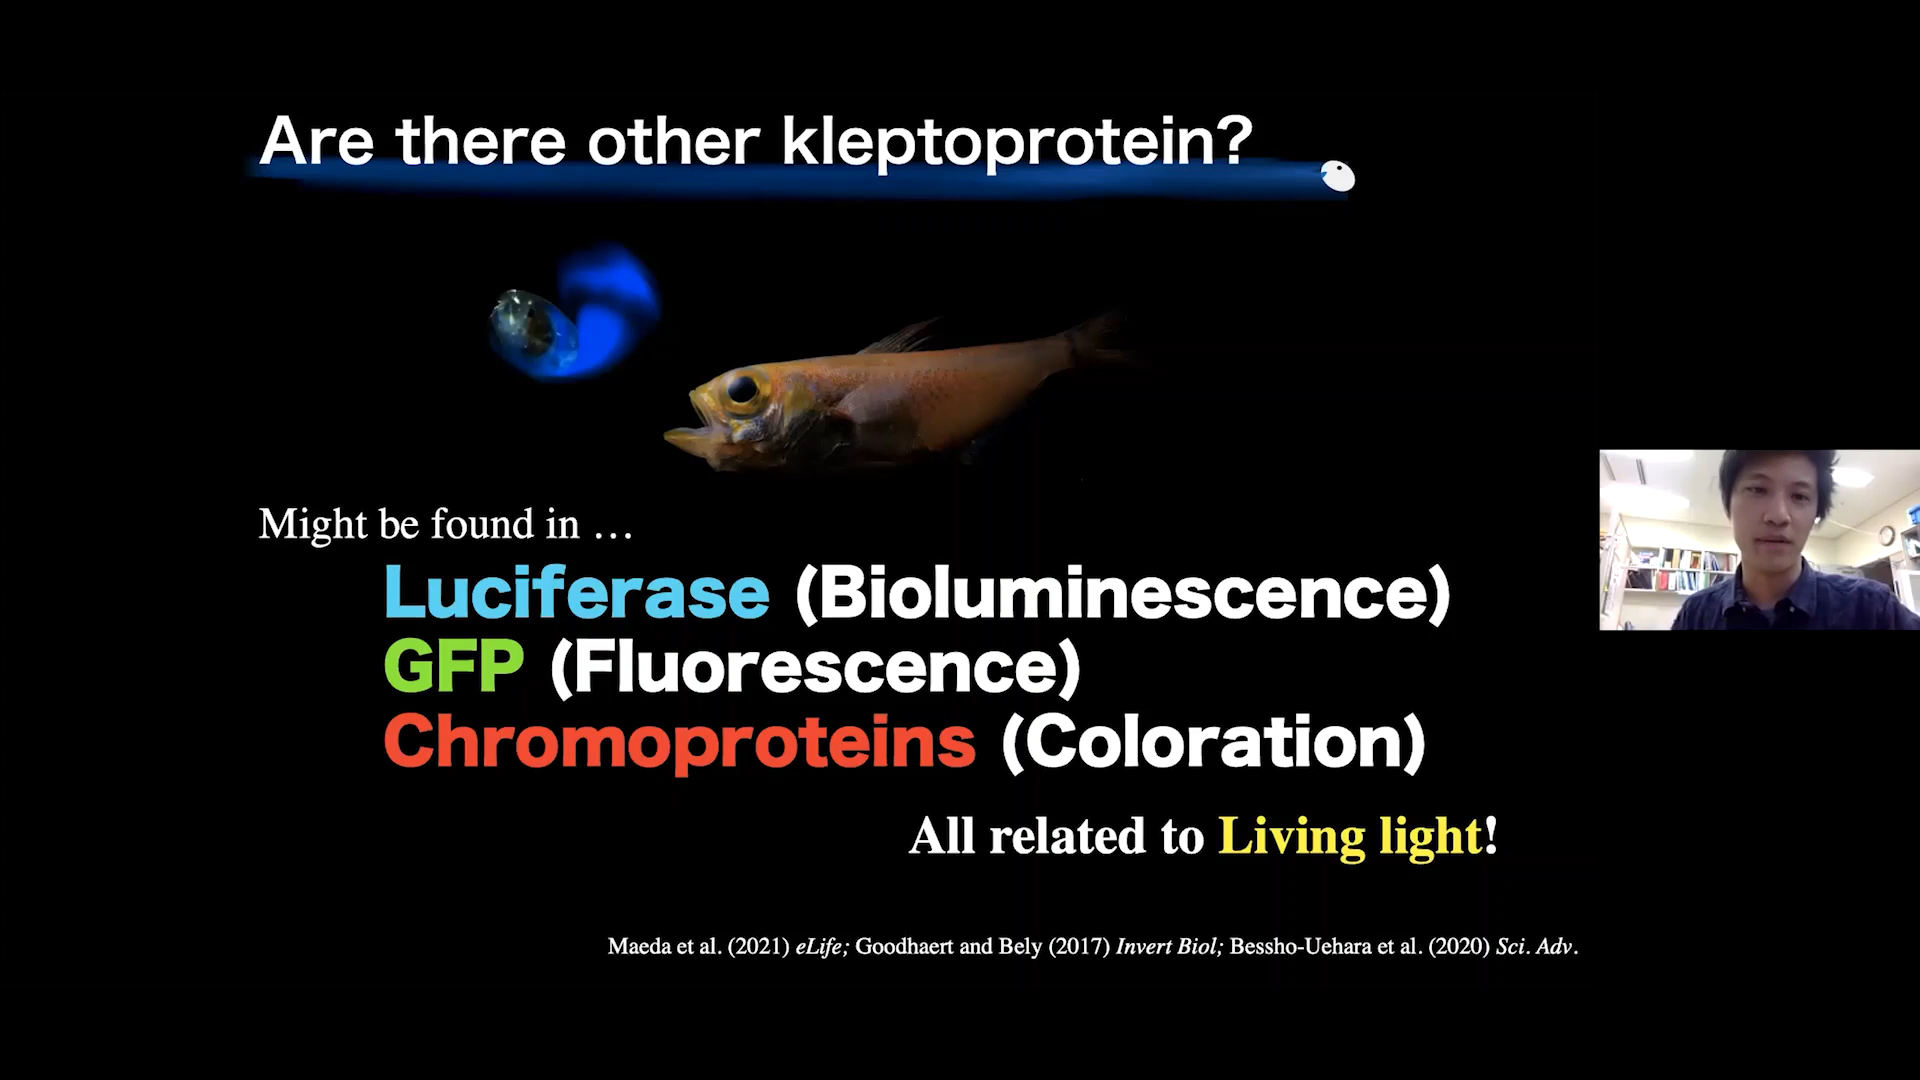 Are there other kleptoprotein?
Might be found in …
Luciferase (Bioluminescence)
GFP (Fluorescence)
Chromoproteins (Coloration)
All related to Living light!
Maeda et al. (2021) eLife; Goodhaert and Bely (2017) Invert Biol; Bessho-Uehara et al. (2020) Sci. Adv.